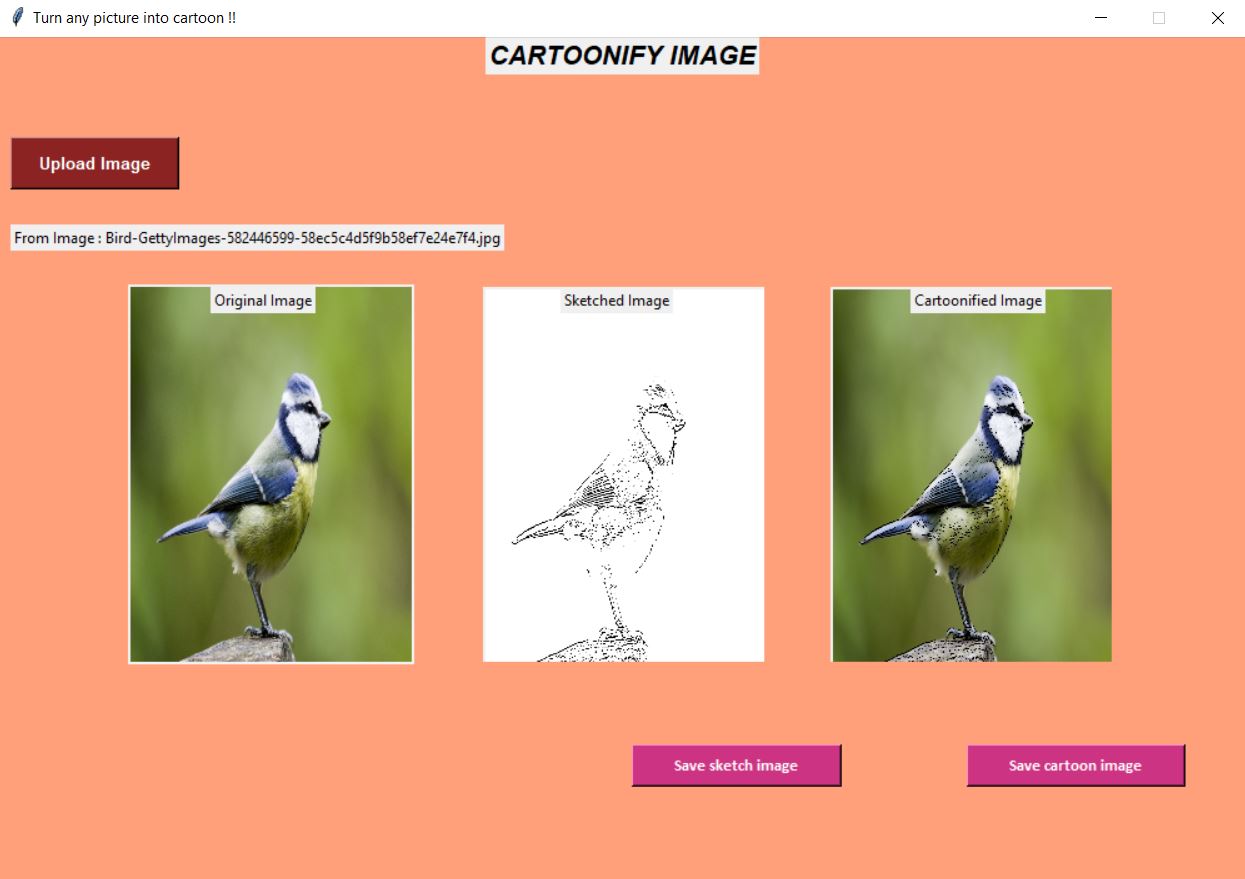 Turn any picture into cartoon !!
CARTOONIFY IMAGE
Upload Image
From Image : Bird-GettyImages-582446599-58ec5c4d5f9b58ef7e24e7f4.jpg
Original Image
Sketched Image
Cartoonified Image
Save sketch image
Save cartoon image